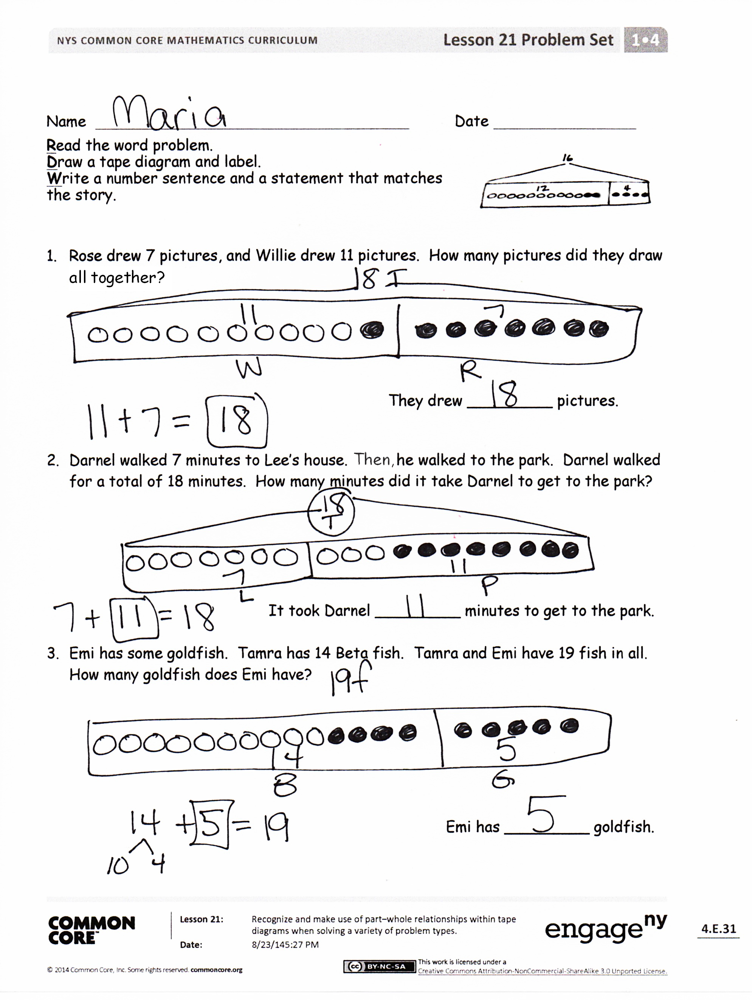 NYS COMMON CORE MATHEMATICS CURRICULUM Lesson 21 Problem Set 1•4
Name Maria Date
Read the word problem.
Draw a tape diagram and label.
Write a number sentence and a statement that matches
the story.
16
12 4
1. Rose drew 7 pictures, and Willie drew 11 pictures. How many pictures did they draw
all together?
18 T
11 7
W R
They drew 18 pictures.
11 + 7 = 18
2. Darnel walked 7 minutes to Lee's house. Then, he walked to the park. Darnel walked
for a total of 18 minutes. How many minutes did it take Darnel to get to the park?
18
T
7 11
L P
7 + 11 = 18
It took Darnel 11 minutes to get to the park.
3. Emi has some goldfish. Tamra has 14 Beta fish. Tamra and Emi have 19 fish in all.
How many goldfish does Emi have?
19f
14 5
B G
14 + 5 = 19
10 4
Emi has 5 goldfish.
COMMON
CORE™
Lesson 21: Recognize and make use of part–whole relationships within tape
diagrams when solving a variety of problem types.
Date: 8/23/145:27 PM
engage ny
4.E.31
© 2014 Common Core, Inc. Some rights reserved. commoncore.org
cc BY-NC-SA
This work is licensed under a
Creative Commons Attribution-NonCommercial-ShareAlike 3.0 Unported License.